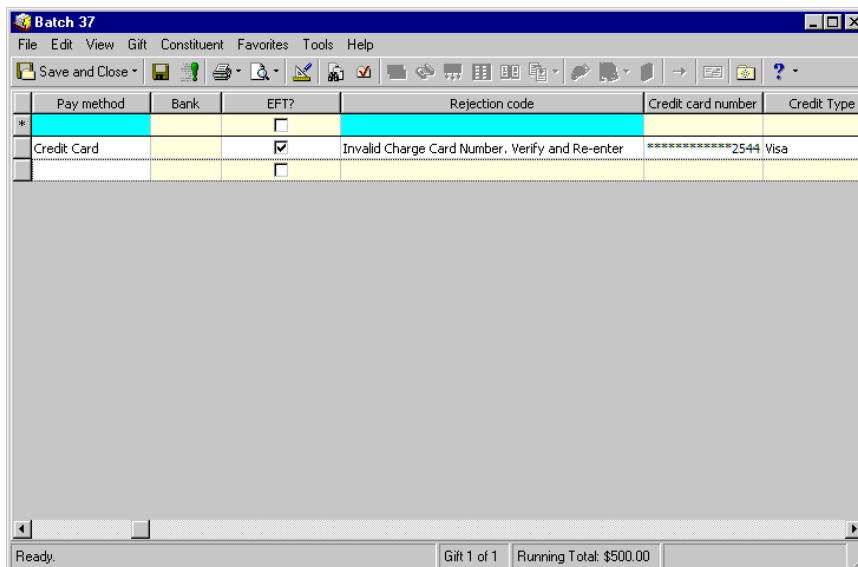 Batch 37
File Edit View Gift Constituent Favorites Tools Help
Save and Close
Pay method Bank EFT? Rejection code Credit card number Credit Type
*
Credit Card Invalid Charge Card Number. Verify and Re-enter ************2544 Visa
Ready. Gift 1 of 1 Running Total: $500.00